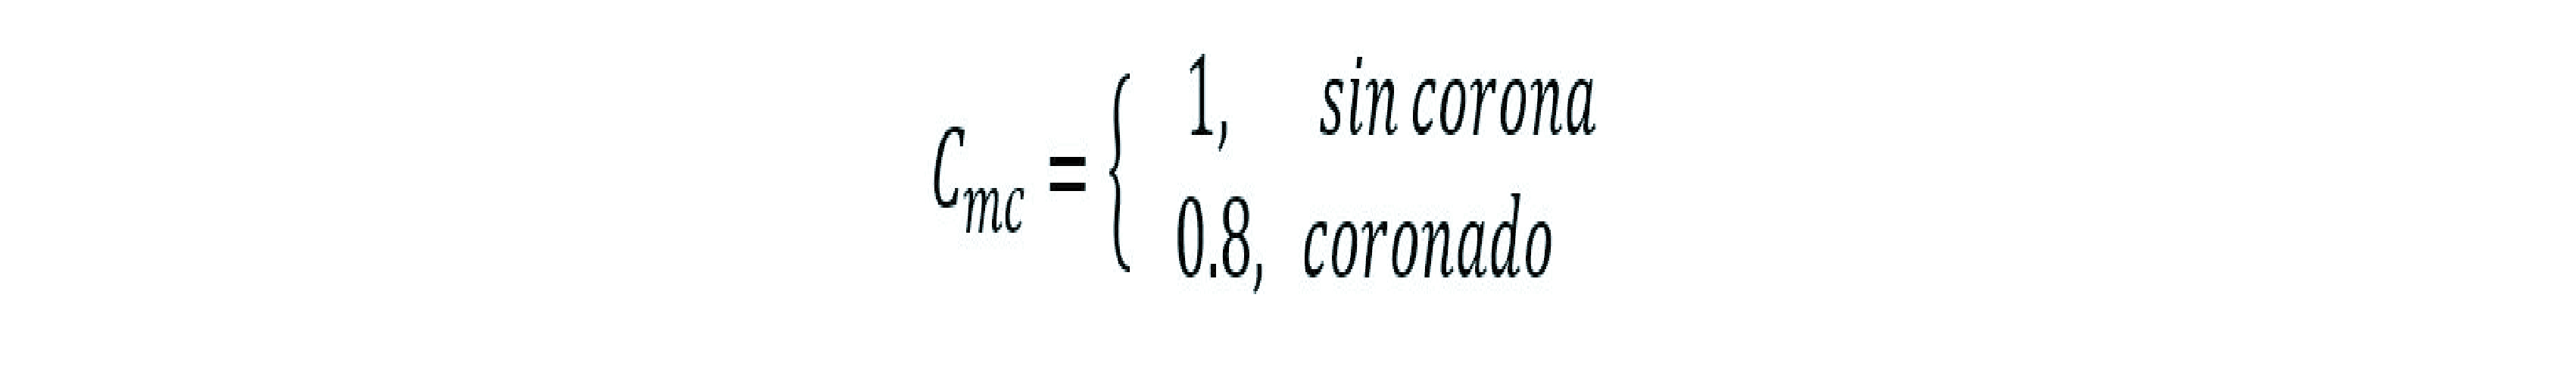 C_mc = { 1, sin corona
0.8, coronado